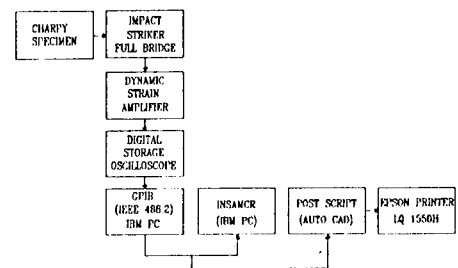 CHARPY
SPECIMEN
IMPACT
STRIKER
FULL BRIDGE
DYNAMIC
STRAIN
AMPLIFIER
DIGITAL
STORAGE
OSCILLOSCOPE
GPIB
(IEEE 488.2)
IBM PC
INSAMCR
(IBM PC)
POST SCRIPT
(AUTO CAD)
EPSON PRINTER
LQ 1550H